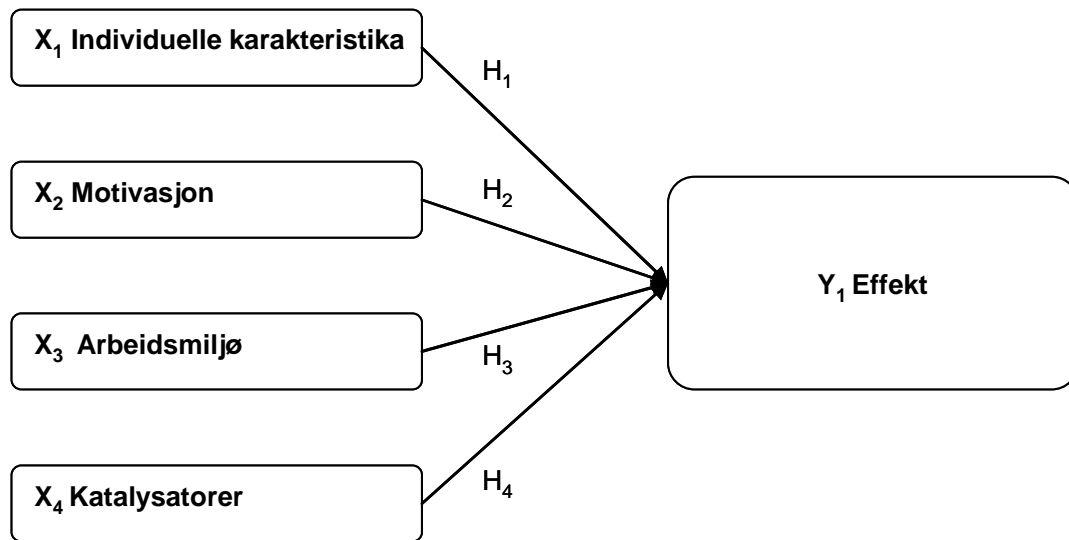 X₁ Individuelle karakteristika
H₁
X₂ Motivasjon
H₂
Y₁ Effekt
X₃ Arbeidsmiljø
H₃
X₄ Katalysatorer
H₄